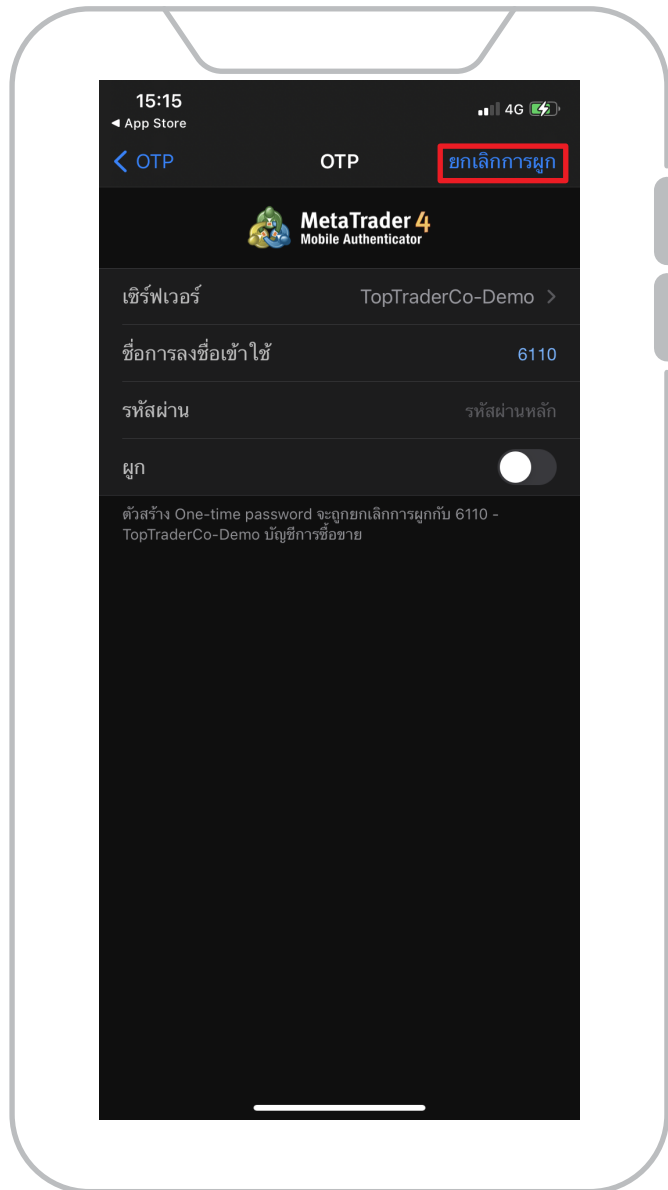 15:15
4G
◀ App Store
OTP
OTP
ยกเลิกการผูก
MetaTrader 4
Mobile Authenticator
เซิร์ฟเวอร์
TopTraderCo-Demo
ชื่อการลงชื่อเข้าใช้
6110
รหัสผ่าน
รหัสผ่านหลัก
ผูก
ตัวสร้าง One-time password จะถูกยกเลิกการผูกกับ 6110 -
TopTraderCo-Demo บัญชีการซื้อขาย